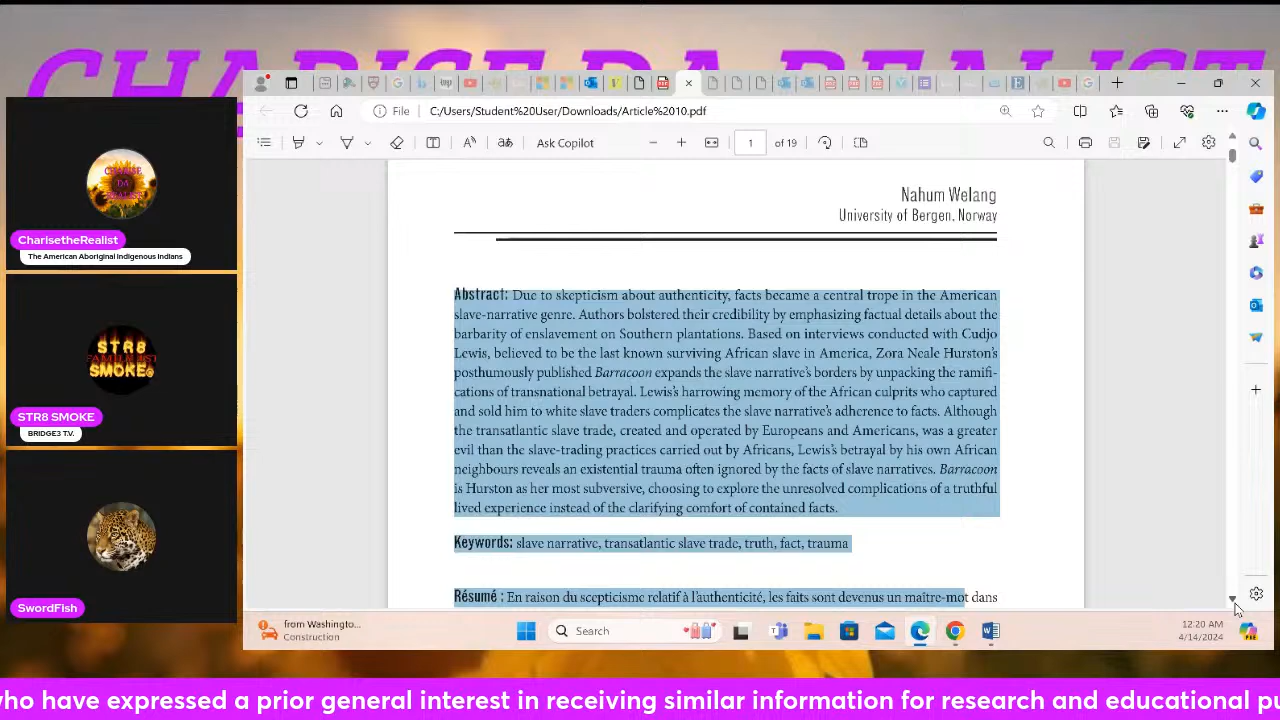 CHARISE DA REALIST
File
C:/Users/Student%20User/Downloads/Article%2010.pdf
Ask Copilot
1
of 19
Nahum Welang
University of Bergen, Norway
Abstract: Due to skepticism about authenticity, facts became a central trope in the American
slave-narrative genre. Authors bolstered their credibility by emphasizing factual details about the
barbarity of enslavement on Southern plantations. Based on interviews conducted with Cudjo
Lewis, believed to be the last known surviving African slave in America, Zora Neale Hurston's
posthumously published Barracoon expands the slave narrative's borders by unpacking the ramifi-
cations of transnational betrayal. Lewis's harrowing memory of the African culprits who captured
and sold him to white slave traders complicates the slave narrative's adherence to facts. Although
the transatlantic slave trade, created and operated by Europeans and Americans, was a greater
evil than the slave-trading practices carried out by Africans, Lewis's betrayal by his own African
neighbours reveals an existential trauma often ignored by the facts of slave narratives. Barracoon
is Hurston as her most subversive, choosing to explore the unresolved complications of a truthful
lived experience instead of the clarifying comfort of contained facts.
Keywords: slave narrative, transatlantic slave trade, truth, fact, trauma
Résumé : En raison du scepticisme relatif à l'authenticité, les faits sont devenus un maître-mot dans
CHARISE
DA
REALIST
CharisetheRealist
The American Aboriginal Indigenous Indians
STR8
FAMILINIST
SMOKE
STR8 SMOKE
BRIDGE3 T.V.
SwordFish
from Washingto...
Construction
Search
12:20 AM
4/14/2024
who have expressed a prior general interest in receiving similar information for research and educational pu